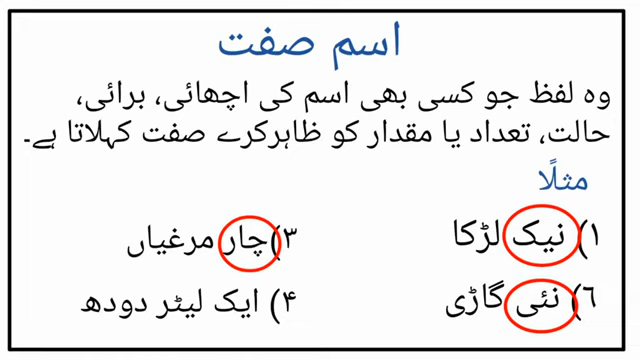 اسم صفت
وہ لفظ جو کسی بھی اسم کی اچھائی، برائی،
حالت، تعداد یا مقدار کو ظاہرکرے صفت کہلاتا ہے۔
مثلًا
۱) نیک لڑکا
۳)چار مرغیاں
٦) نئی گاڑی
۴) ایک لیٹر دودھ